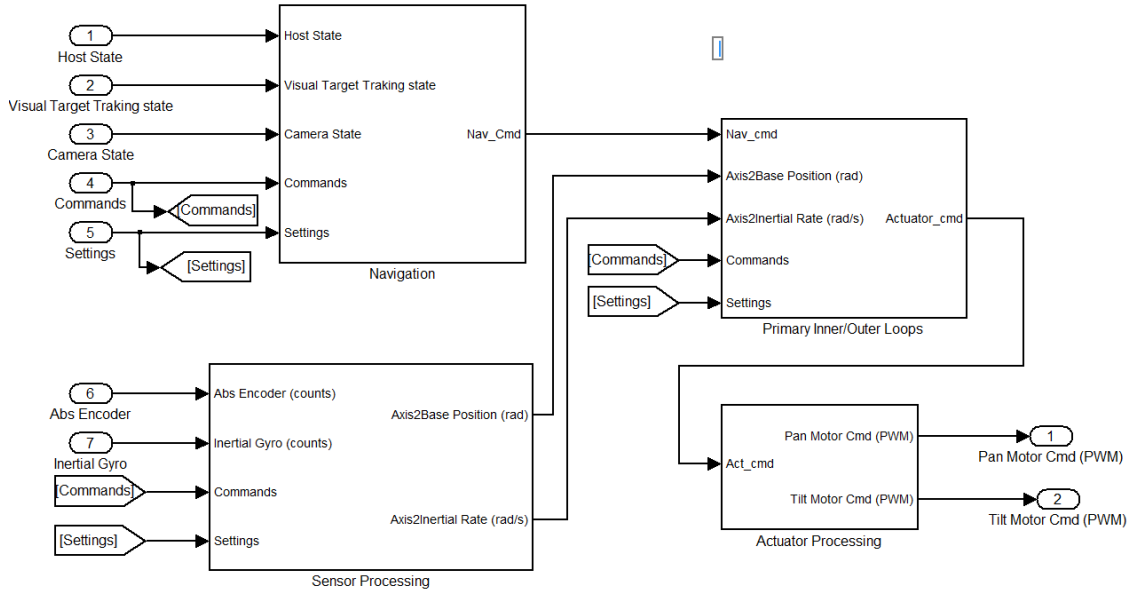 1
Host State
2
Visual Target Traking state
3
Camera State
4
Commands
[Commands]
5
Settings
[Settings]
Host State
Visual Target Traking state
Camera State
Nav_Cmd
Commands
Settings
Navigation
Nav_cmd
Axis2Base Position (rad)
Axis2Inertial Rate (rad/s)
Actuator_cmd
[Commands]
Commands
[Settings]
Settings
Primary Inner/Outer Loops
6
Abs Encoder
7
Inertial Gyro
[Commands]
[Settings]
Abs Encoder (counts)
Axis2Base Position (rad)
Inertial Gyro (counts)
Commands
Axis2Inertial Rate (rad/s)
Settings
Sensor Processing
Pan Motor Cmd (PWM)
Act_cmd
Tilt Motor Cmd (PWM)
Actuator Processing
1
Pan Motor Cmd (PWM)
2
Tilt Motor Cmd (PWM)